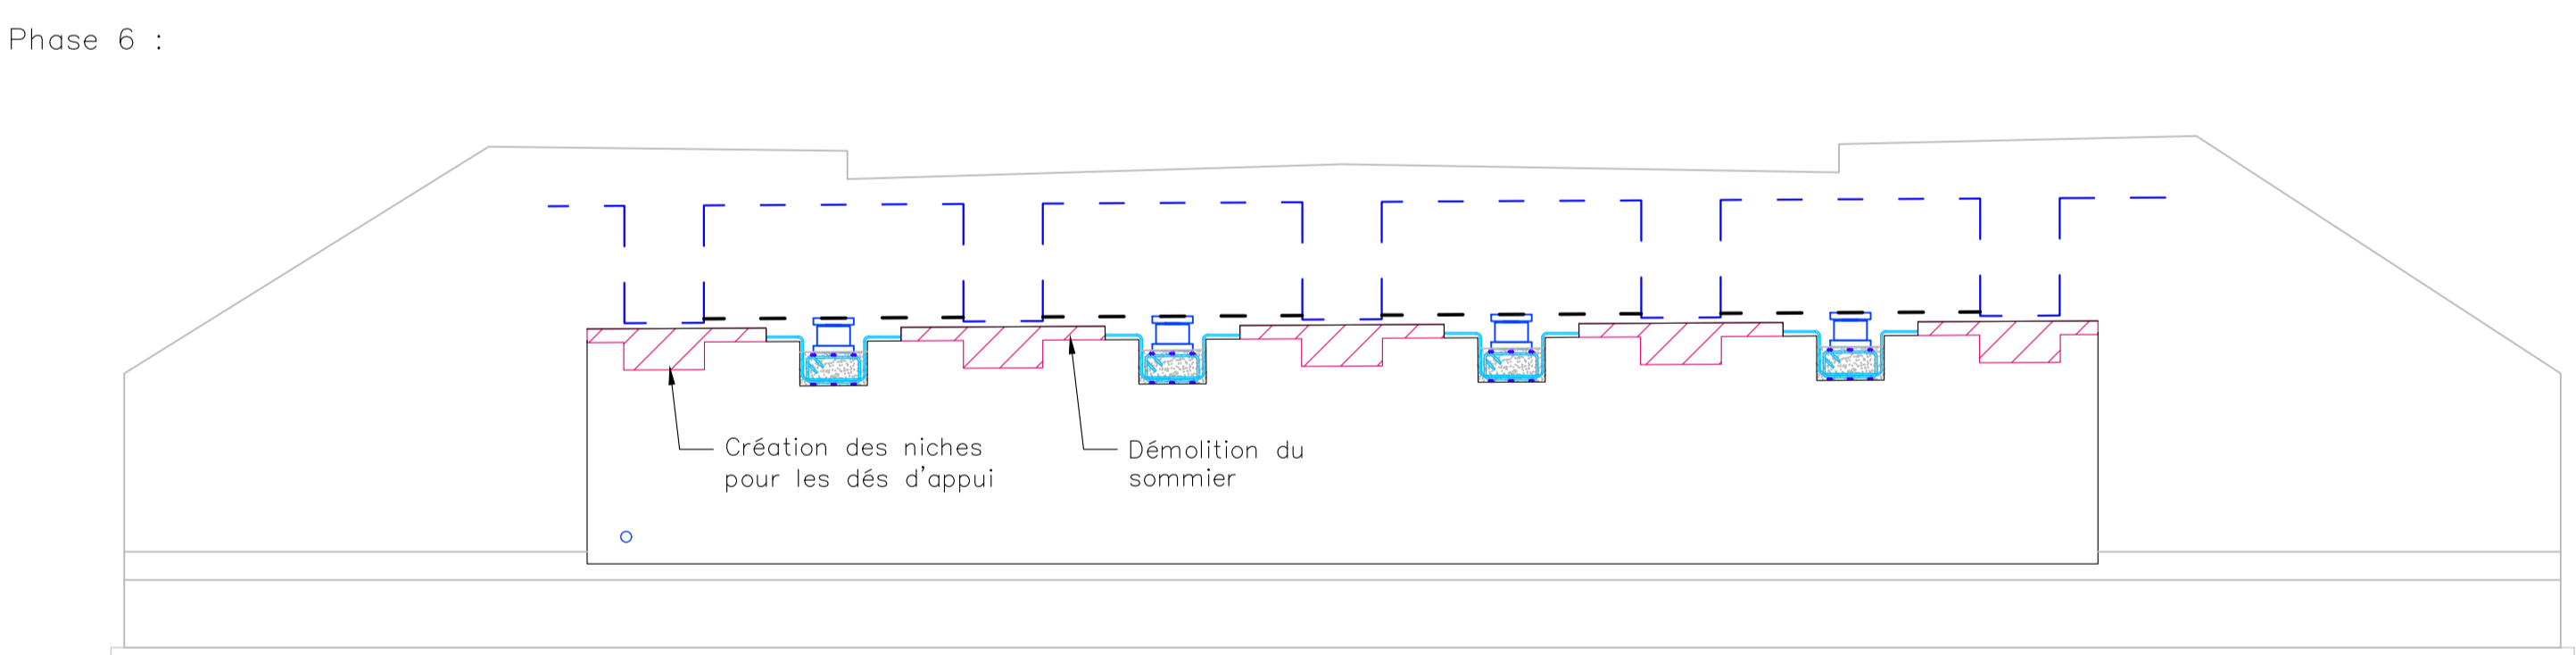 Phase 6 :
Création des niches
pour les dés d'appui
Démolition du
sommier